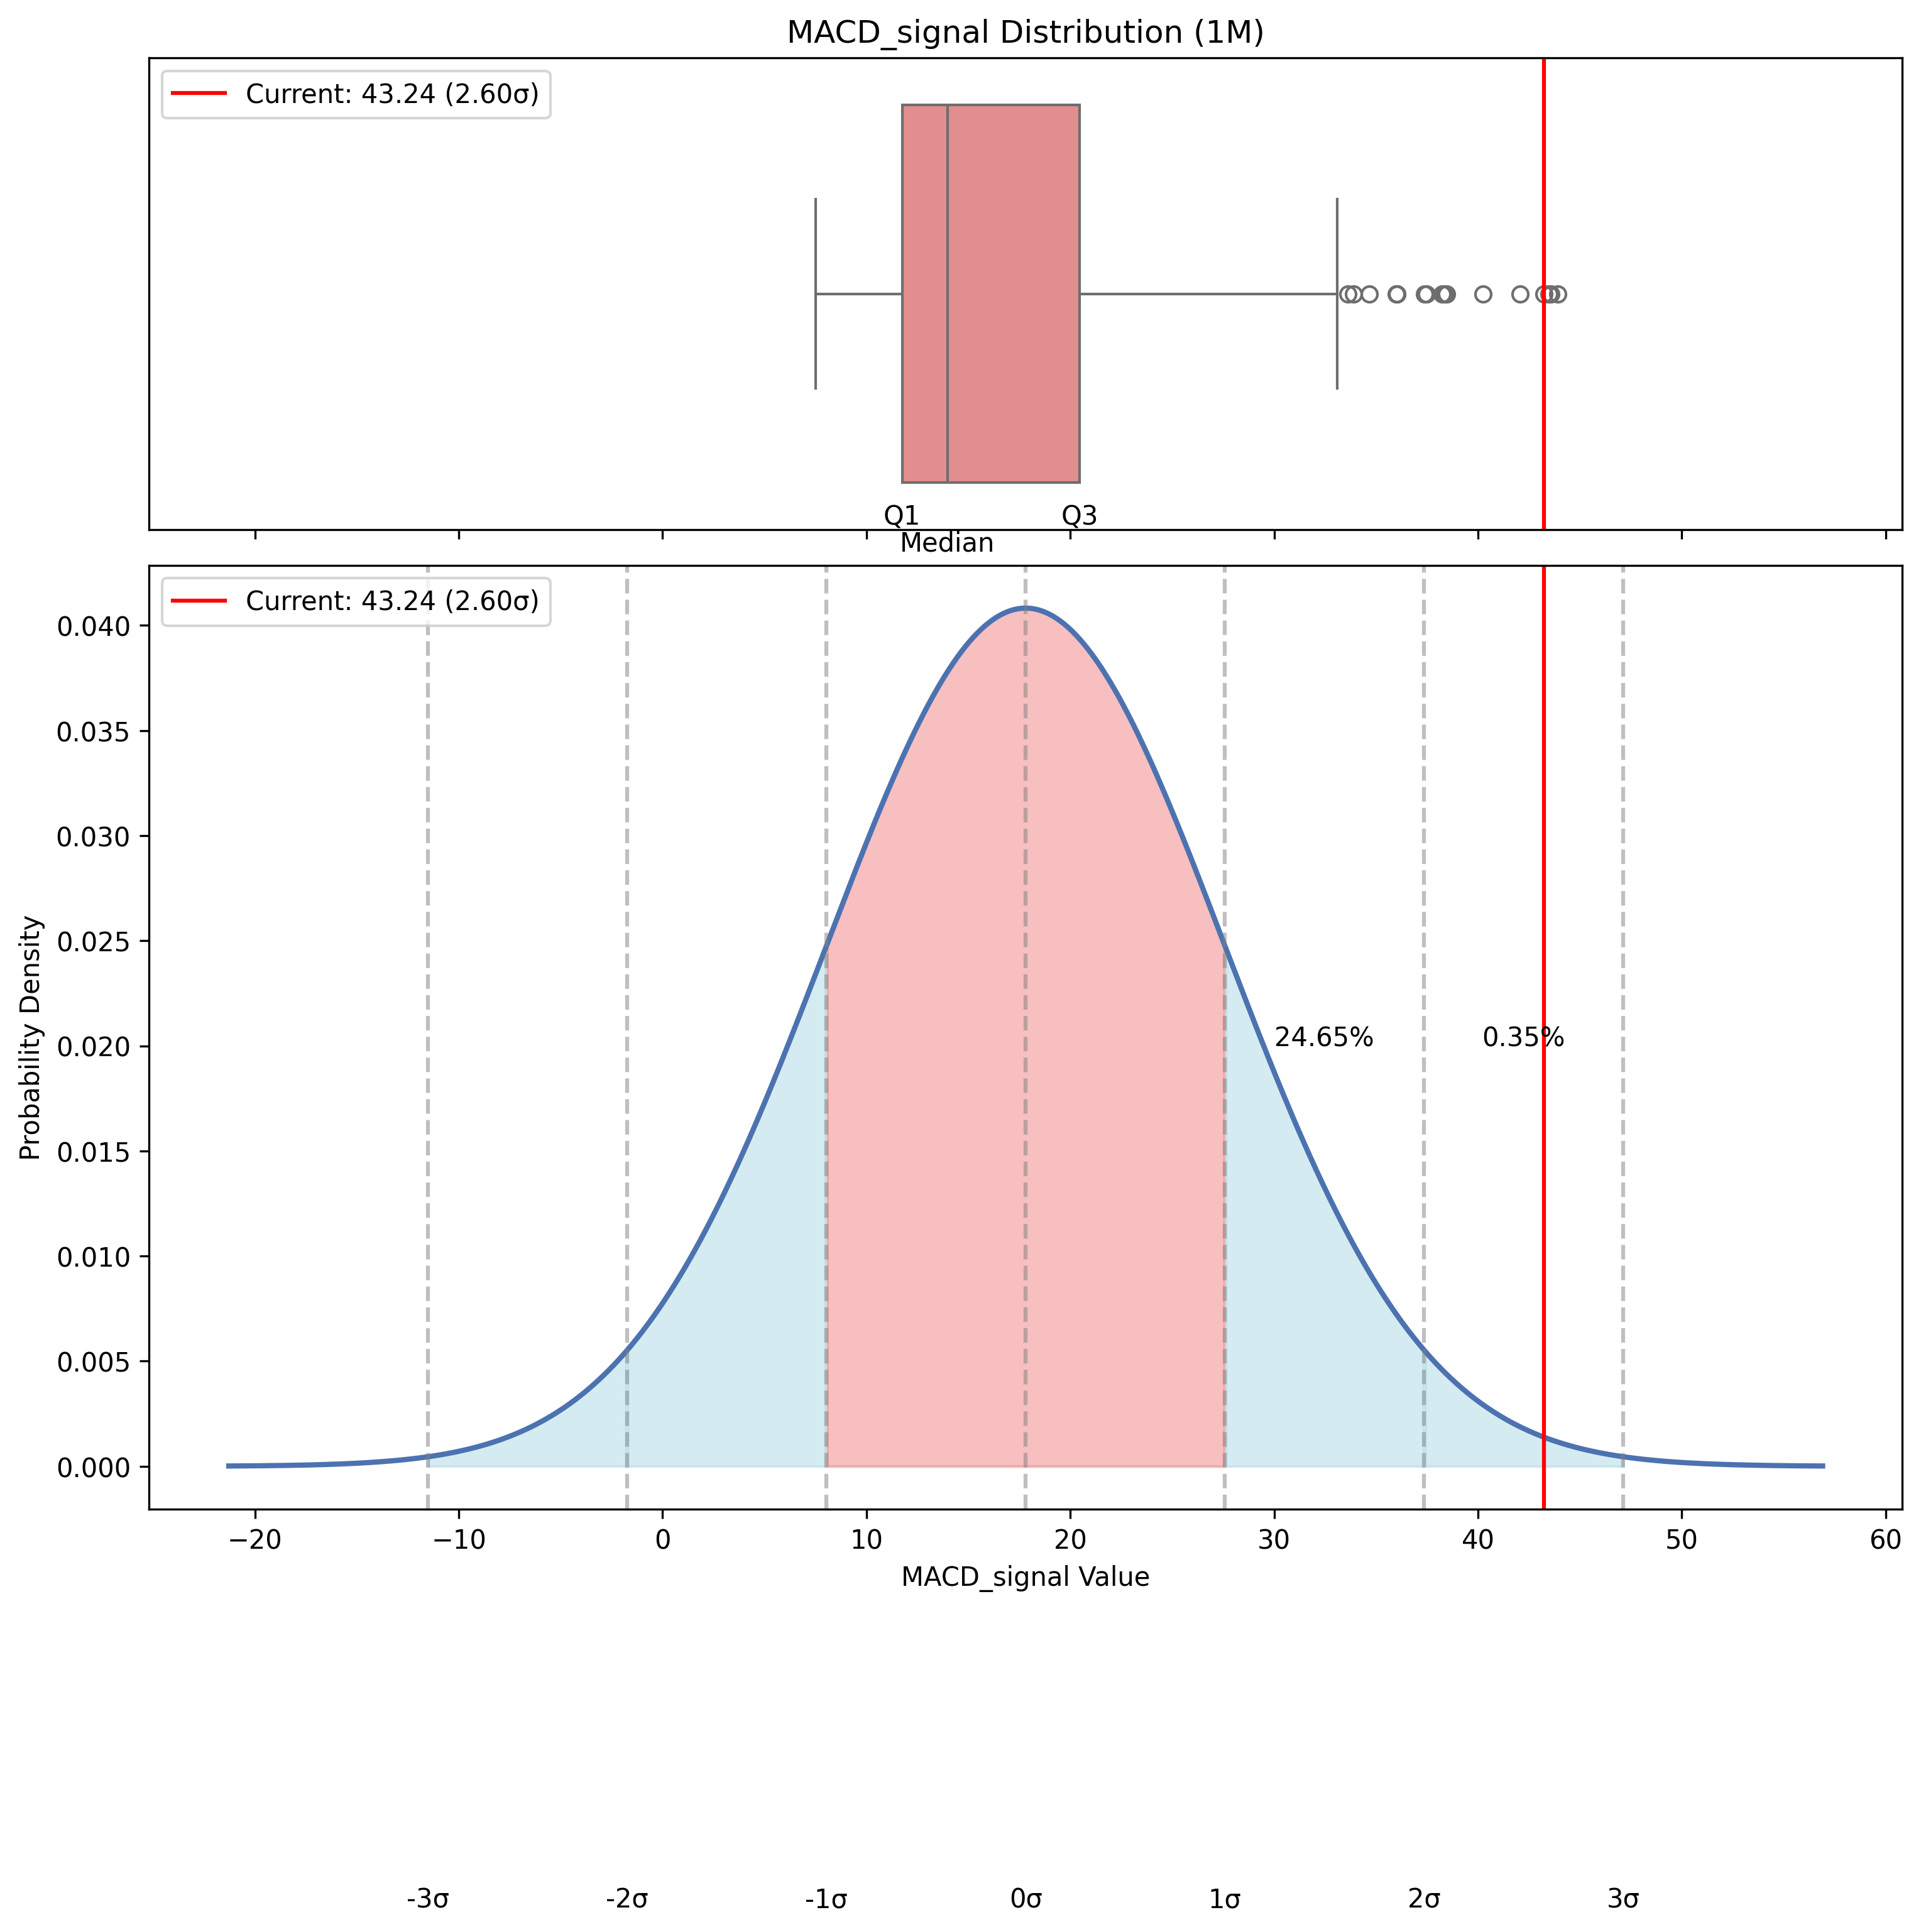 MACD_signal Distribution (1M)
Current: 43.24 (2.60σ)
Q1
Q3
Median
Current: 43.24 (2.60σ)
0.040
0.035
0.030
0.025
0.020
0.015
0.010
0.005
0.000
Probability Density
24.65%
0.35%
−20
−10
0
10
20
30
40
50
60
MACD_signal Value
-3σ
-2σ
-1σ
0σ
1σ
2σ
3σ